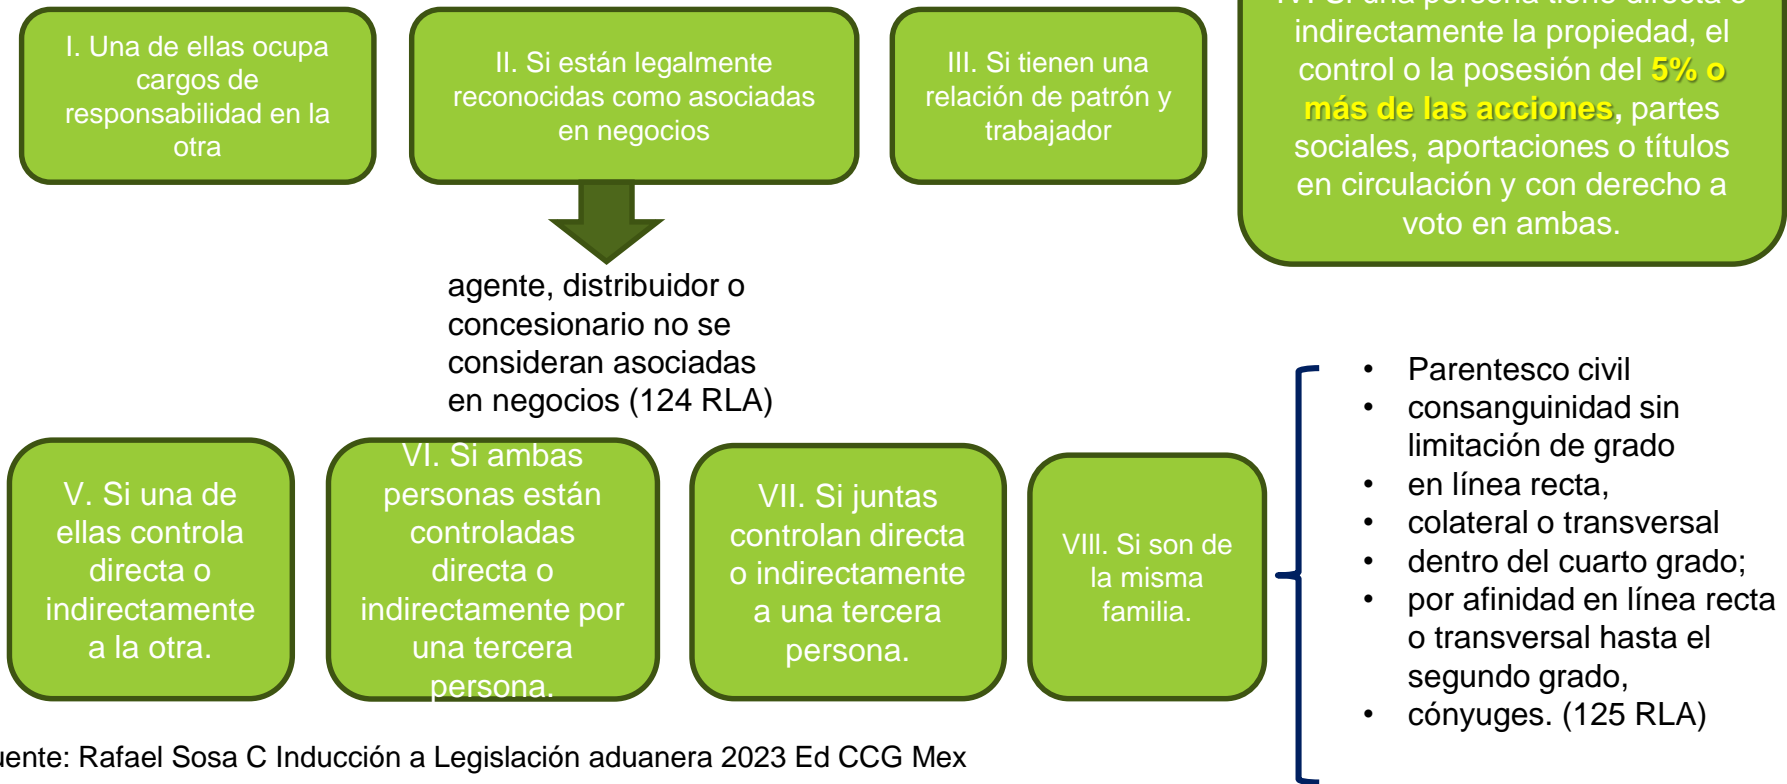 I. Una de ellas ocupa
cargos de
responsabilidad en la
otra
II. Si están legalmente
reconocidas como asociadas
en negocios
III. Si tienen una
relación de patrón y
trabajador
IV. Si una persona tiene directa o
indirectamente la propiedad, el
control o la posesión del 5% o
más de las acciones, partes
sociales, aportaciones o títulos
en circulación y con derecho a
voto en ambas.
agente, distribuidor o
concesionario no se
consideran asociadas
en negocios (124 RLA)
V. Si una de
ellas controla
directa o
indirectamente
a la otra.
VI. Si ambas
personas están
controladas
directa o
indirectamente por
una tercera
persona.
VII. Si juntas
controlan directa
o indirectamente
a una tercera
persona.
VIII. Si son de
la misma
familia.
• Parentesco civil
• consanguinidad sin
limitación de grado
• en línea recta,
• colateral o transversal
• dentro del cuarto grado;
• por afinidad en línea recta
o transversal hasta el
segundo grado,
• cónyuges. (125 RLA)
uente: Rafael Sosa C Inducción a Legislación aduanera 2023 Ed CCG Mex